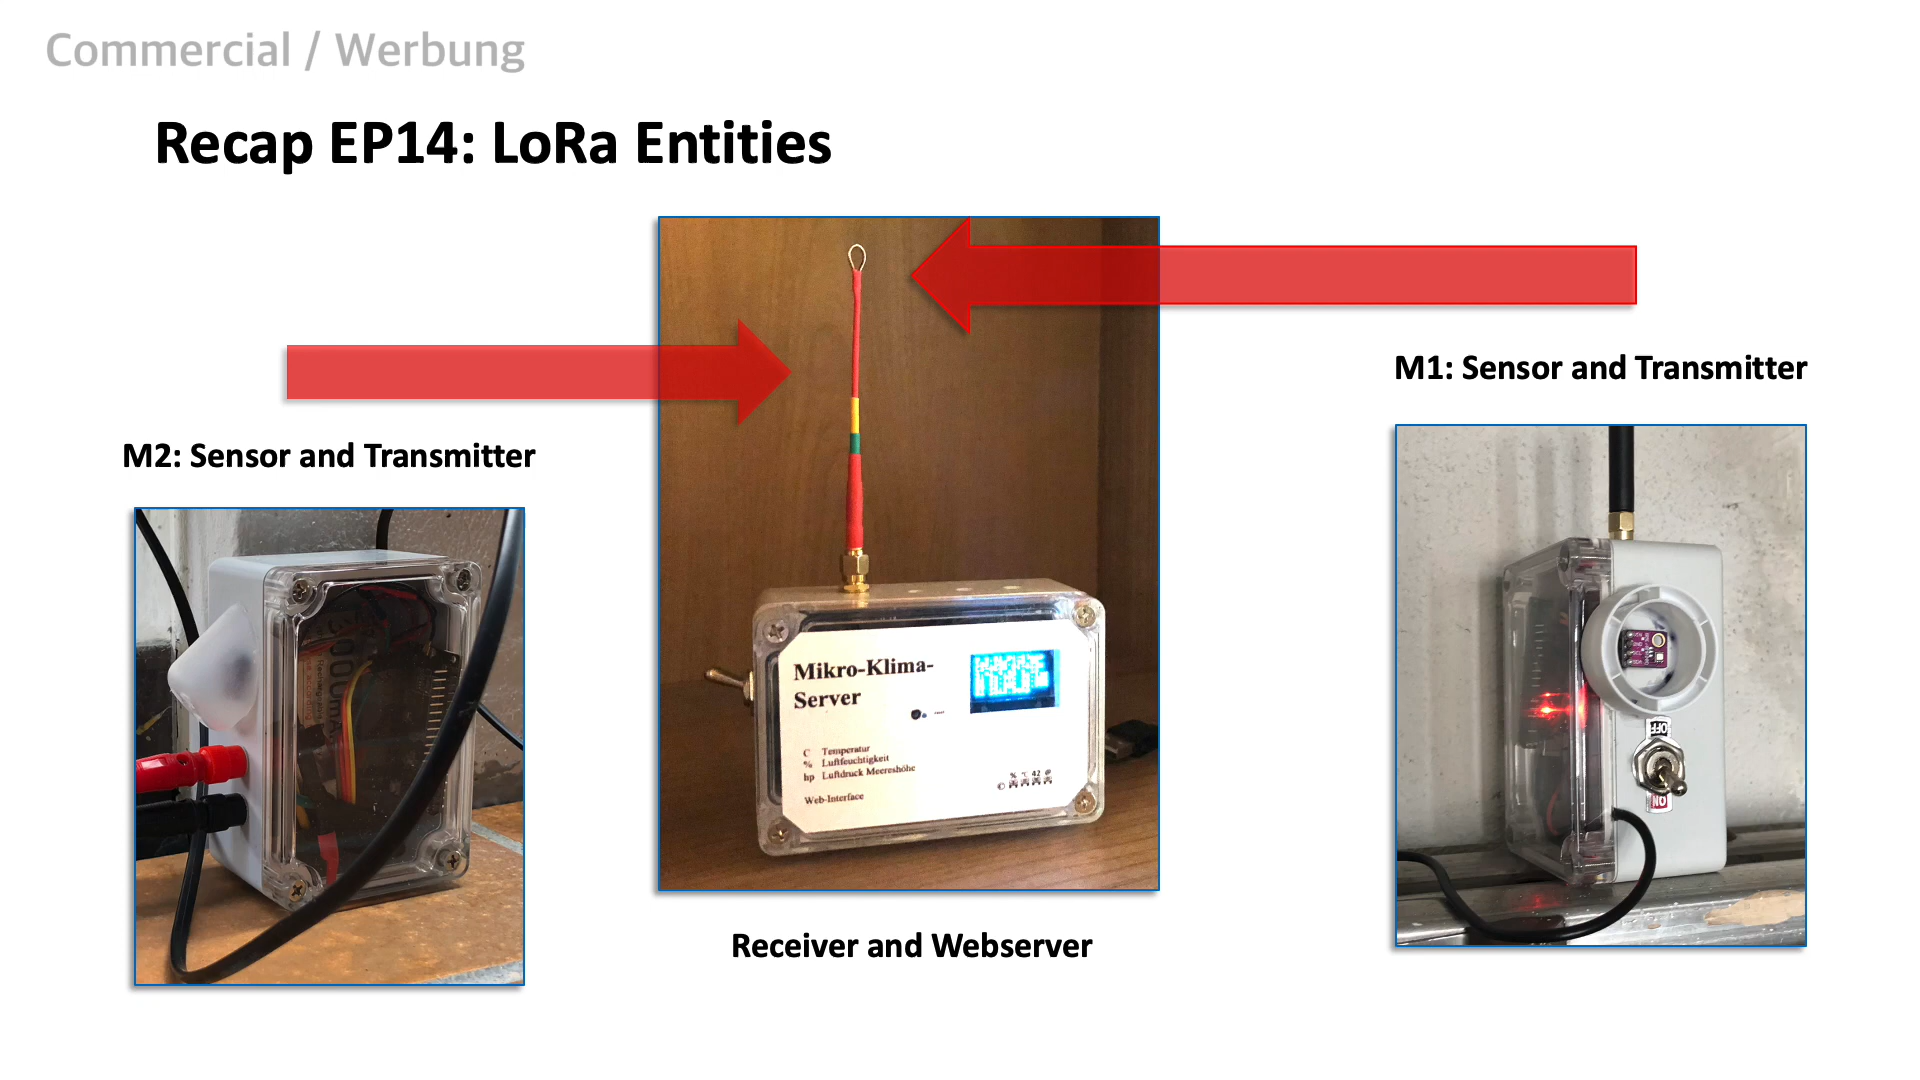 Commercial / Werbung
Recap EP14: LoRa Entities
M1: Sensor and Transmitter
M2: Sensor and Transmitter
Mikro-Klima-
Server
C Temperatur
% Luftfeuchtigkeit
hp Luftdruck Meereshöhe
Web-Interface
OFF
ON
Receiver and Webserver